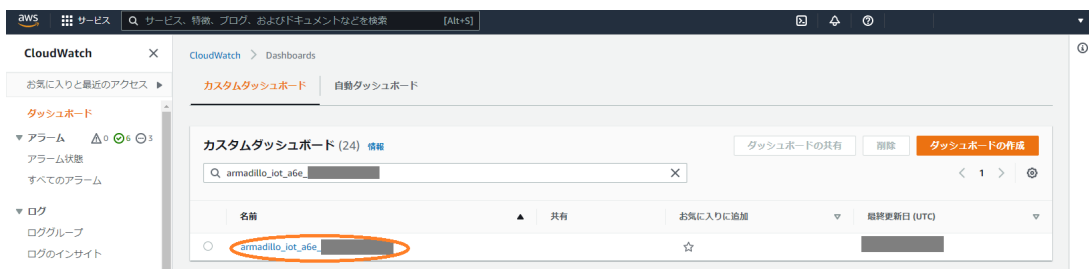 aws サービス サービス、特徴、ブログ、およびドキュメントなどを検索 [Alt+S]
CloudWatch
お気に入りと最近のアクセス
ダッシュボード
アラーム 0 6 3
アラーム状態
すべてのアラーム
ログ
ロググループ
ログのインサイト
CloudWatch > Dashboards
カスタムダッシュボード 自動ダッシュボード
カスタムダッシュボード (24) 情報 ダッシュボードの共有 削除 ダッシュボードの作成
armadillo_iot_a6e_ < 1 >
名前 共有 お気に入りに追加 最終更新日 (UTC)
armadillo_iot_a6e_